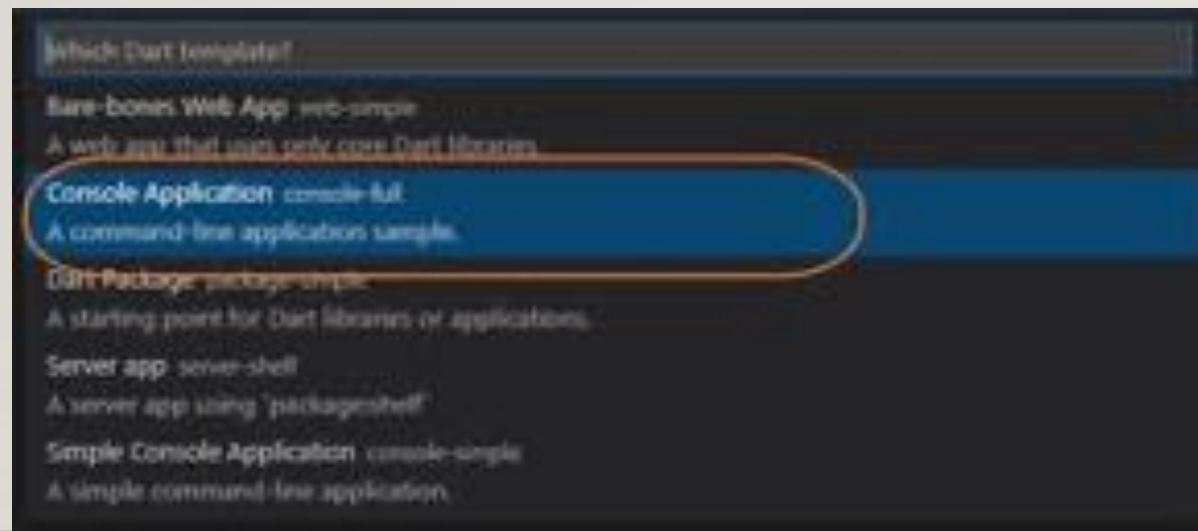 Which Dart template?
Bare-bones Web App web-simple
A web app that uses only core Dart libraries.
Console Application console-full
A command-line application sample.
Dart Package package-simple
A starting point for Dart libraries or applications.
Server app server-shelf
A server app using 'package:shelf'
Simple Console Application console-simple
A simple command-line application.